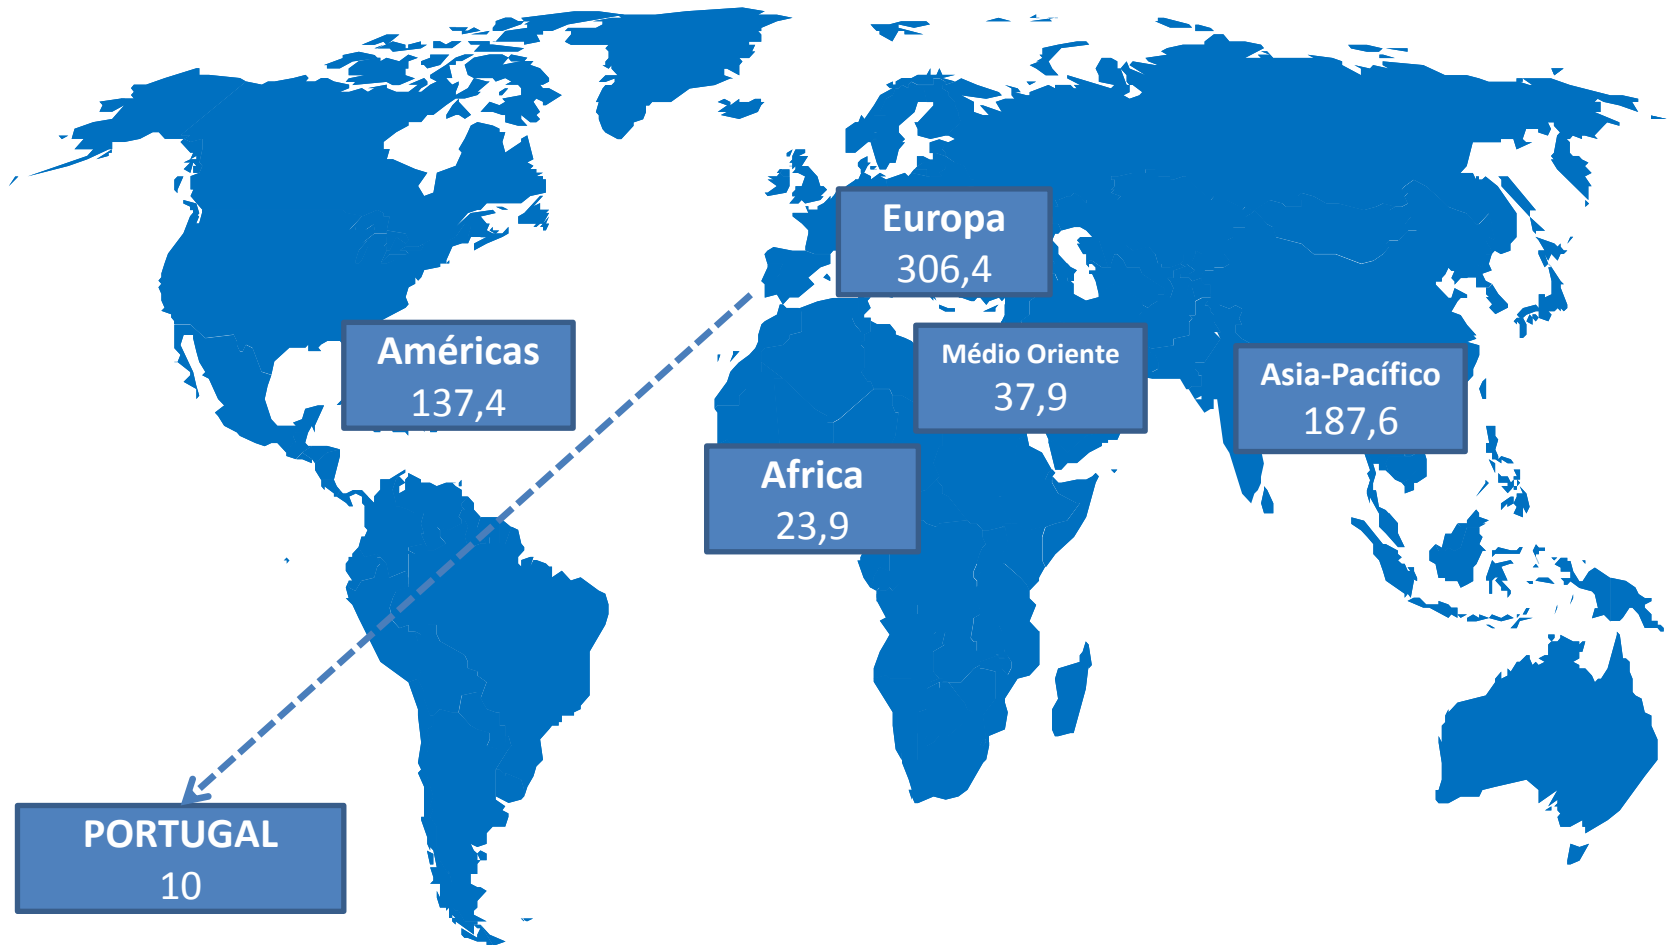 Europa
306,4
Américas
137,4
Médio Oriente
37,9
Asia-Pacífico
187,6
Africa
23,9
PORTUGAL
10